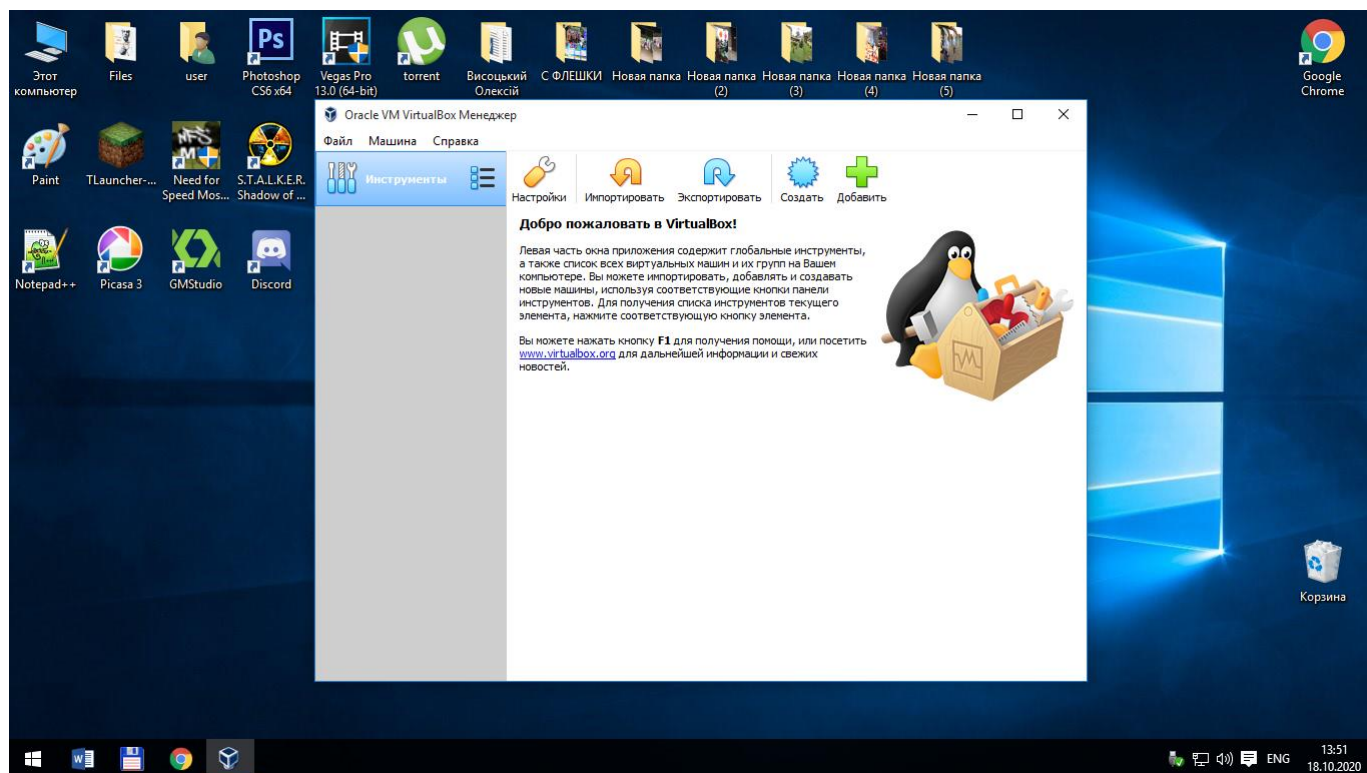 Этот компьютер
Files
user
Photoshop CS6 x64
Vegas Pro 13.0 (64-bit)
torrent
Висоцький Олексій
С ФЛЕШКИ
Новая папка
Новая папка (2)
Новая папка (3)
Новая папка (4)
Новая папка (5)
Google Chrome
Paint
TLauncher-...
Need for Speed Mos...
S.T.A.L.K.E.R. Shadow of ...
Notepad++
Picasa 3
GMStudio
Discord
Oracle VM VirtualBox Менеджер
Файл Машина Справка
Инструменты
Настройки Импортировать Экспортировать Создать Добавить
Добро пожаловать в VirtualBox!
Левая часть окна приложения содержит глобальные инструменты,
а также список всех виртуальных машин и их групп на Вашем
компьютере. Вы можете импортировать, добавлять и создавать
новые машины, используя соответствующие кнопки панели
инструментов. Для получения списка инструментов текущего
элемента, нажмите соответствующую кнопку элемента.
Вы можете нажать кнопку F1 для получения помощи, или посетить
www.virtualbox.org для дальнейшей информации и свежих
новостей.
Корзина
ENG
13:51
18.10.2020